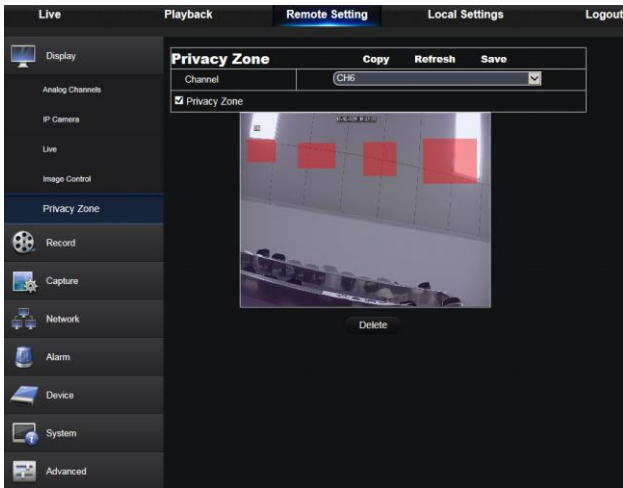 Live Playback Remote Setting Local Settings Logout
Display
Analog Channels
IP Camera
Live
Image Control
Privacy Zone
Record
Capture
Network
Alarm
Device
System
Advanced
Privacy Zone Copy Refresh Save
Channel CH6
Privacy Zone
Delete